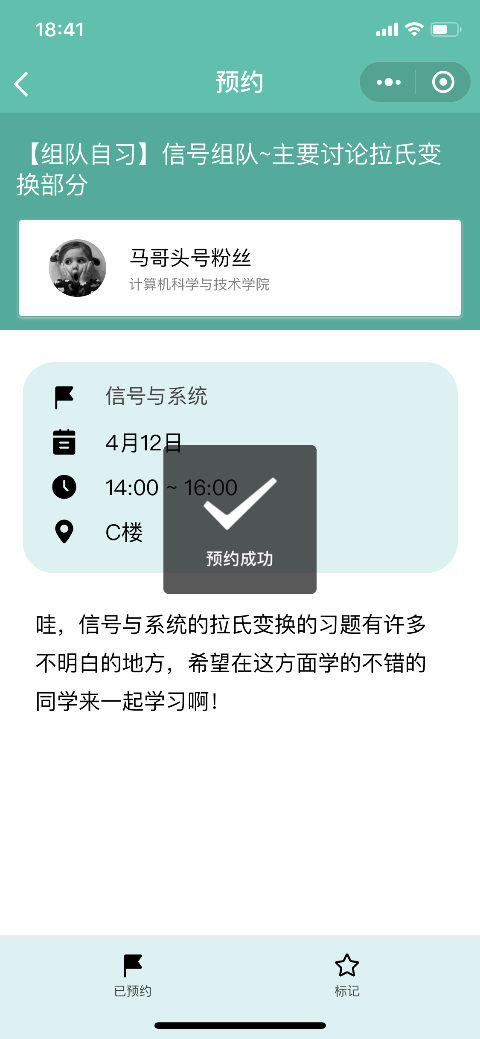 18:41
预约
【组队自习】信号组队~主要讨论拉氏变
换部分
马哥头号粉丝
计算机科学与技术学院
信号与系统
4月12日
14:00 ~ 16:00
C楼
预约成功
哇，信号与系统的拉氏变换的习题有许多
不明白的地方，希望在这方面学的不错的
同学来一起学习啊！
已预约
标记